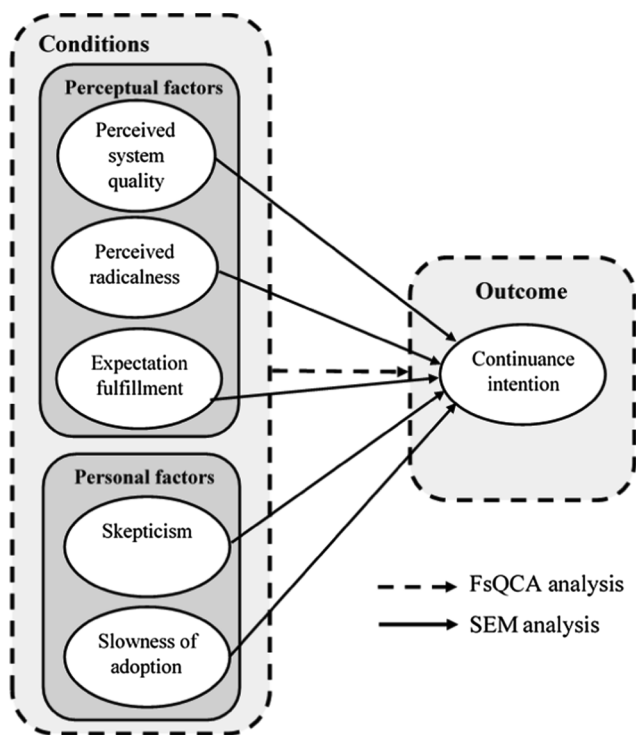 Conditions
Perceptual factors
Perceived
system
quality
Perceived
radicalness
Expectation
fulfillment
Personal factors
Skepticism
Slowness of
adoption
Outcome
Continuance
intention
FsQCA analysis
SEM analysis